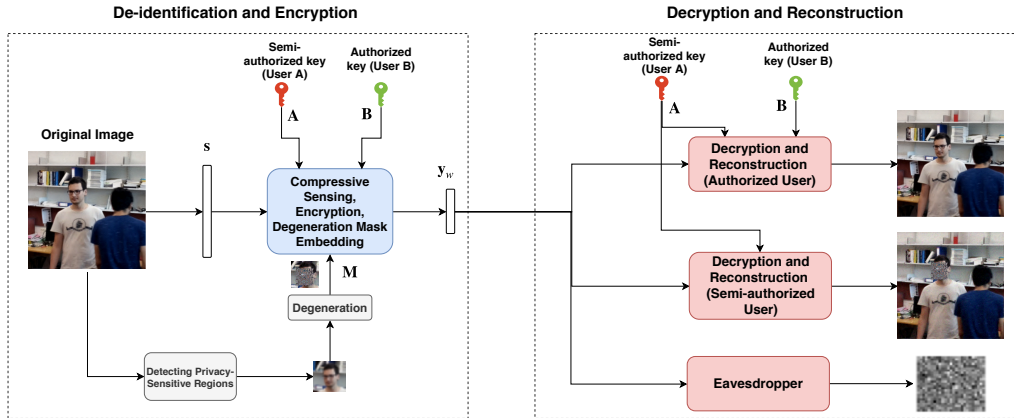 De-identification and Encryption
Decryption and Reconstruction
Semi-
authorized key
(User A)
Authorized
key (User B)
A
B
Original Image
s
Compressive
Sensing,
Encryption,
Degeneration Mask
Embedding
y_w
M
Degeneration
Detecting Privacy-
Sensitive Regions
Semi-
authorized key
(User A)
Authorized
key (User B)
A
B
Decryption and
Reconstruction
(Authorized User)
Decryption and
Reconstruction
(Semi-authorized
User)
Eavesdropper